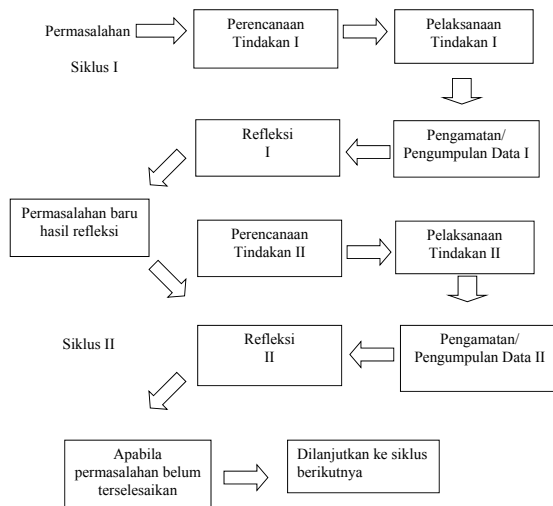 Permasalahan
Siklus I
Perencanaan
Tindakan I
Pelaksanaan
Tindakan I
Refleksi
I
Pengamatan/
Pengumpulan Data I
Permasalahan baru
hasil refleksi
Perencanaan
Tindakan II
Pelaksanaan
Tindakan II
Siklus II
Refleksi
II
Pengamatan/
Pengumpulan Data II
Apabila
permasalahan belum
terselesaikan
Dilanjutkan ke siklus
berikutnya